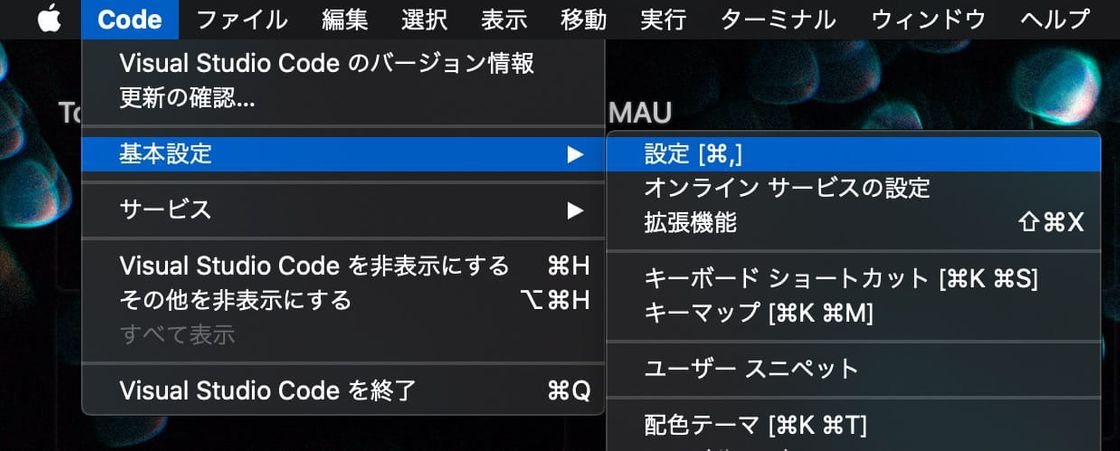 Code ファイル 編集 選択 表示 移動 実行 ターミナル ウィンドウ ヘルプ
Visual Studio Code のバージョン情報
更新の確認...
基本設定 ▶
サービス ▶
Visual Studio Code を非表示にする ⌘H
その他を非表示にする ⌥⌘H
すべて表示
Visual Studio Code を終了 ⌘Q
MAU
設定 [⌘,]
オンライン サービスの設定
拡張機能 ⇧⌘X
キーボード ショートカット [⌘K ⌘S]
キーマップ [⌘K ⌘M]
ユーザー スニペット
配色テーマ [⌘K ⌘T]